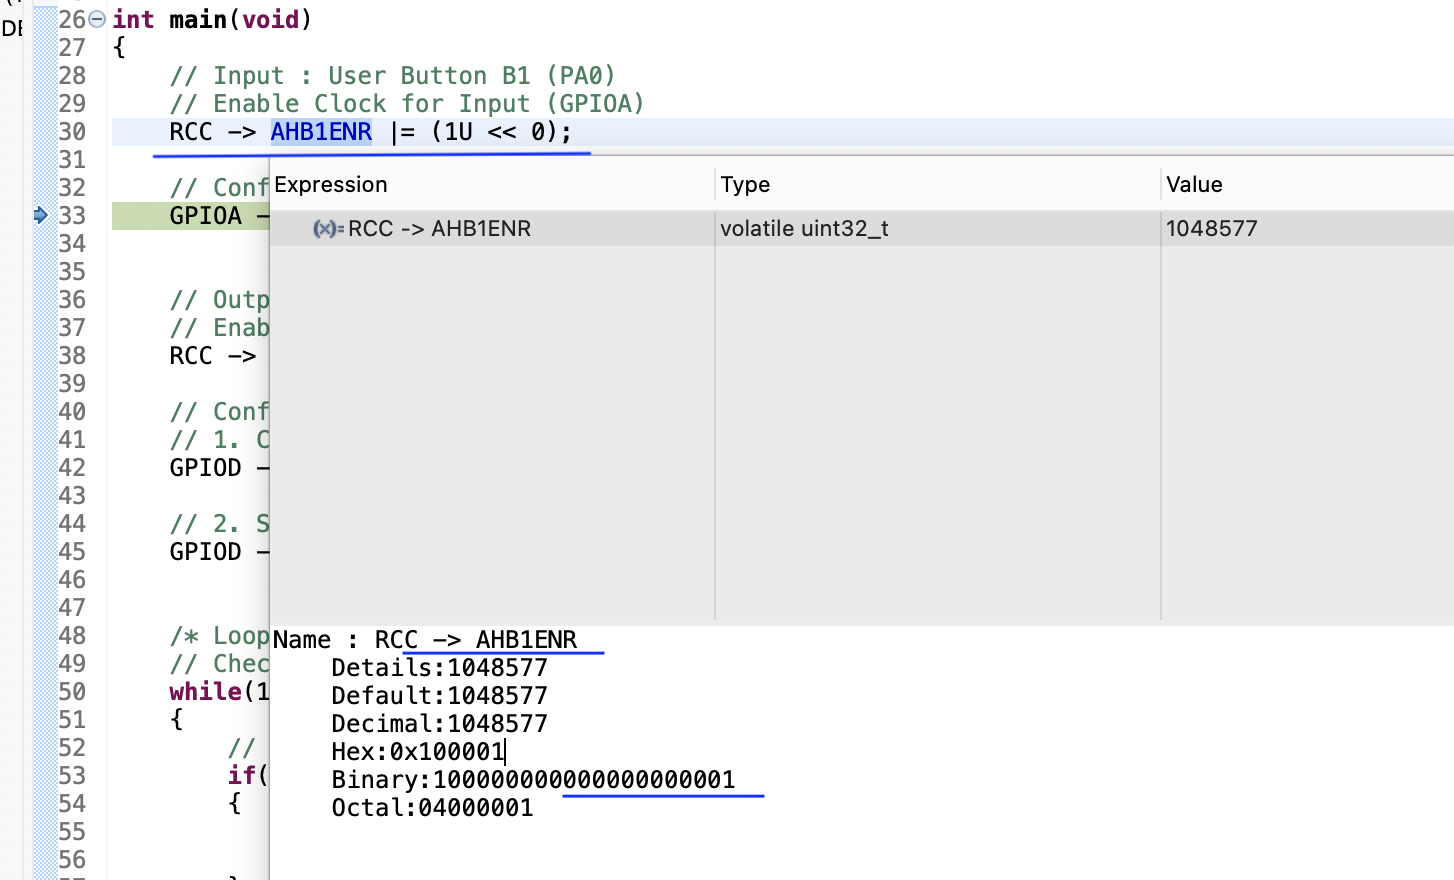 DE
26 int main(void)
27 {
28 // Input : User Button B1 (PA0)
29 // Enable Clock for Input (GPIOA)
30 RCC -> AHB1ENR |= (1U << 0);
31
32 // Conf
33 GPIOA -
34
35
36 // Outp
37 // Enab
38 RCC ->
39
40 // Conf
41 // 1. C
42 GPIOD -
43
44 // 2. S
45 GPIOD -
46
47
48 /* Loop
49 // Chec
50 while(1
51 {
52 //
53 if(
54 {
55
56
Expression Type Value
(x)= RCC -> AHB1ENR volatile uint32_t 1048577
Name : RCC -> AHB1ENR
Details:1048577
Default:1048577
Decimal:1048577
Hex:0x100001
Binary:100000000000000000001
Octal:04000001